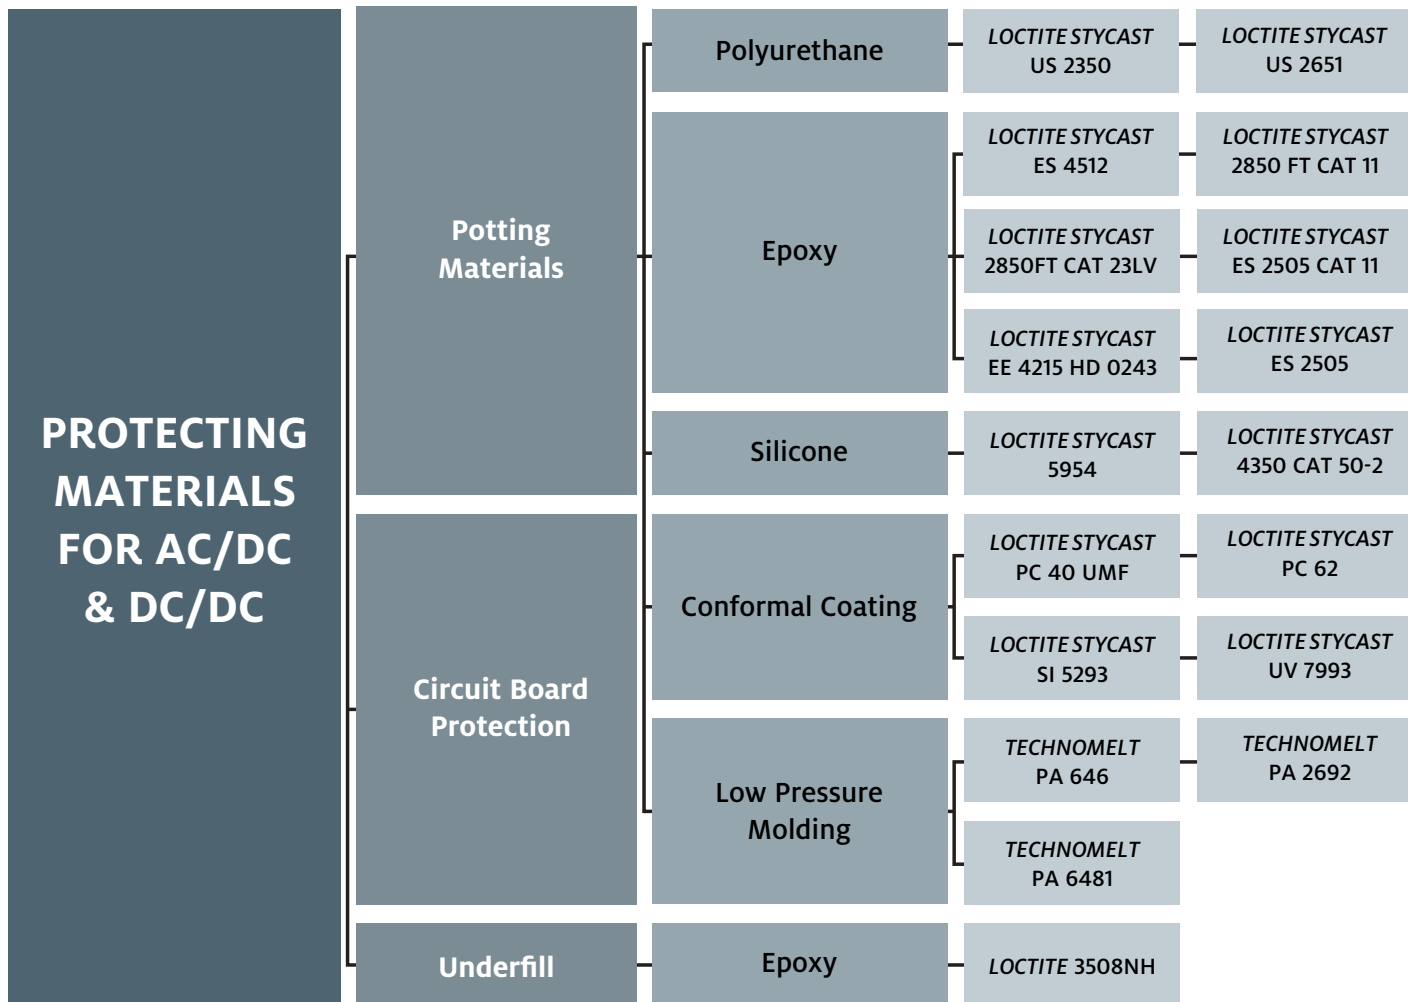 PROTECTING
MATERIALS
FOR AC/DC
& DC/DC
Potting
Materials
Polyurethane
LOCTITE STYCAST
US 2350
LOCTITE STYCAST
US 2651
Epoxy
LOCTITE STYCAST
ES 4512
LOCTITE STYCAST
2850 FT CAT 11
LOCTITE STYCAST
2850FT CAT 23LV
LOCTITE STYCAST
ES 2505 CAT 11
LOCTITE STYCAST
EE 4215 HD 0243
LOCTITE STYCAST
ES 2505
Silicone
LOCTITE STYCAST
5954
LOCTITE STYCAST
4350 CAT 50-2
Circuit Board
Protection
Conformal Coating
LOCTITE STYCAST
PC 40 UMF
LOCTITE STYCAST
PC 62
LOCTITE STYCAST
SI 5293
LOCTITE STYCAST
UV 7993
Low Pressure
Molding
TECHNOMELT
PA 646
TECHNOMELT
PA 2692
TECHNOMELT
PA 6481
Underfill
Epoxy
LOCTITE 3508NH